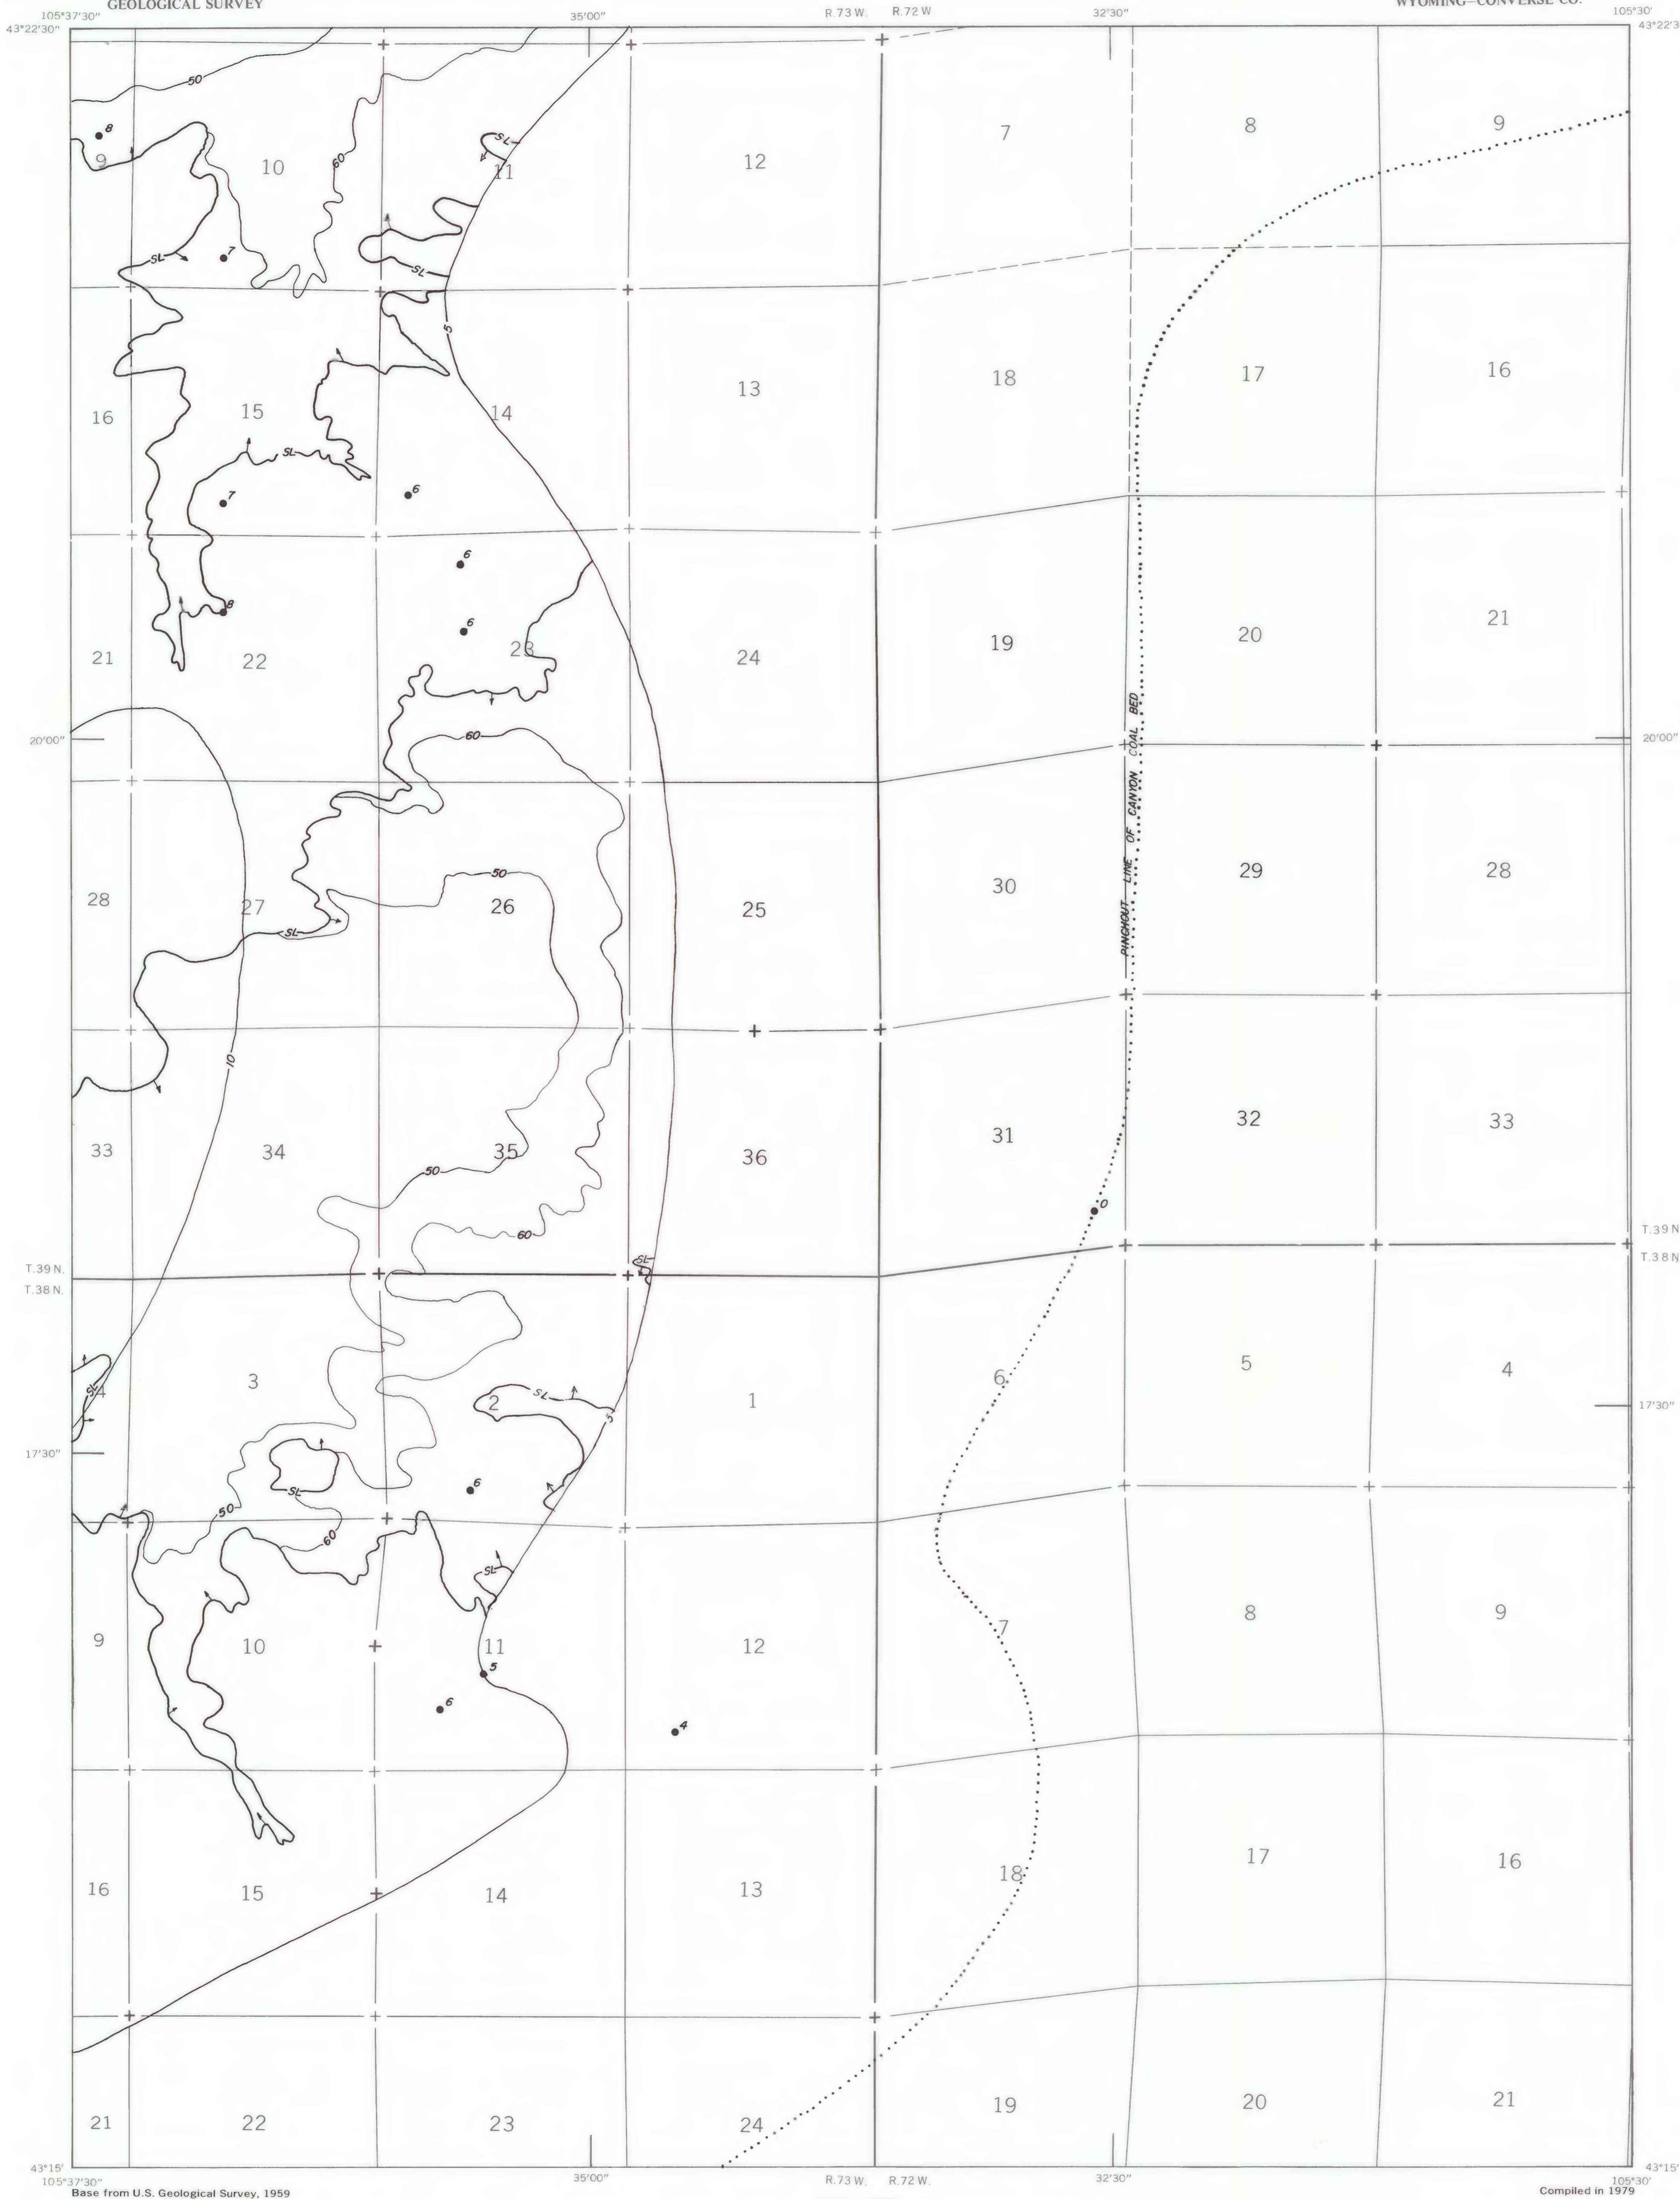 GEOLOGICAL SURVEY WYOMING—CONVERSE CO.
105°37'30" 35'00" R.73 W. R.72 W. 32'30" 105°30'
43°22'30" 43°22'3
50
8
9 10 60 SL 11 12 7 8 9
SL 7 SL
5
16 15 14 13 18 17 16
SL
7 6
6
8
6
21 22 23 24 19 20 21
20'00" 60 20'00"
PINCHOUT LINE OF CANYON COAL BED
50
28 27 26 25 30 29 28
SL
10
33 34 35 36 31 32 33
50
0
60
T.39 N. SL T.39 N
T.38 N. T.38 N
4 3 2 1 6 5 4
SL SL
5
17'30" 17'30"
SL 6
50
60
SL
9 10 11 12 7 8 9
5
6 4
16 15 14 13 18 17 16
21 22 23 24 19 20 21
43°15' 43°15'
105°37'30" 35'00" R.73 W. R.72 W. 32'30" 105°30'
Base from U.S. Geological Survey, 1959 Compiled in 1979